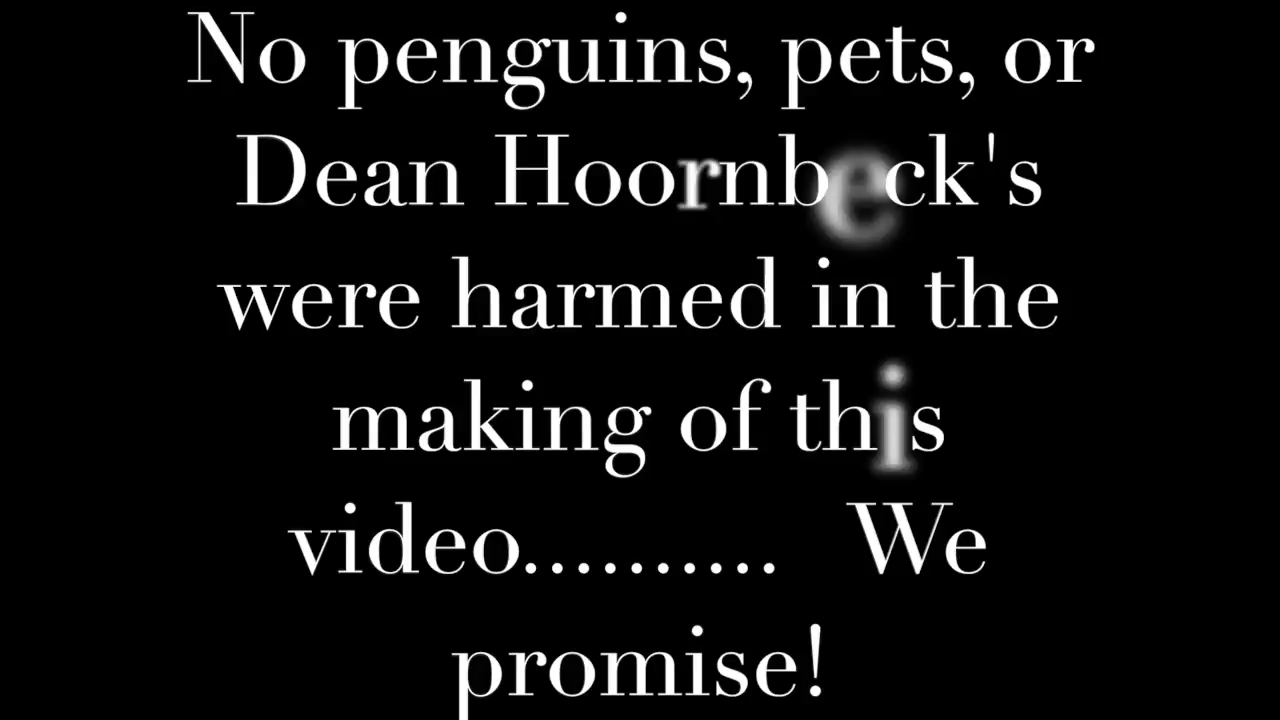 No penguins, pets, or
Dean Hoornbeck's
were harmed in the
making of this
video.......... We
promise!